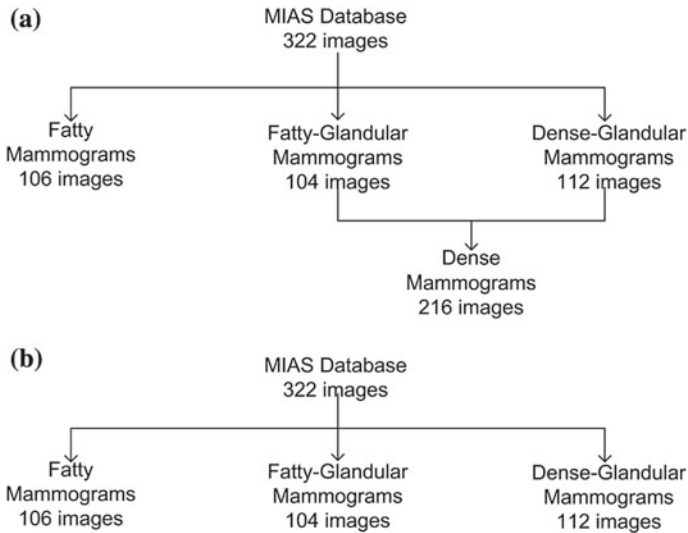 (a)
MIAS Database
322 images
Fatty
Mammograms
106 images
Fatty-Glandular
Mammograms
104 images
Dense-Glandular
Mammograms
112 images
Dense
Mammograms
216 images
(b)
MIAS Database
322 images
Fatty
Mammograms
106 images
Fatty-Glandular
Mammograms
104 images
Dense-Glandular
Mammograms
112 images